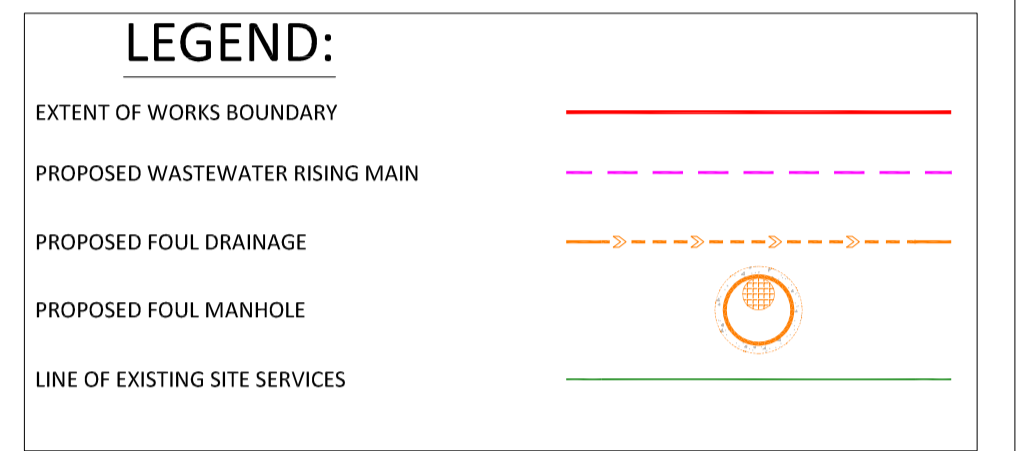 LEGEND:
EXTENT OF WORKS BOUNDARY
PROPOSED WASTEWATER RISING MAIN
PROPOSED FOUL DRAINAGE
PROPOSED FOUL MANHOLE
LINE OF EXISTING SITE SERVICES